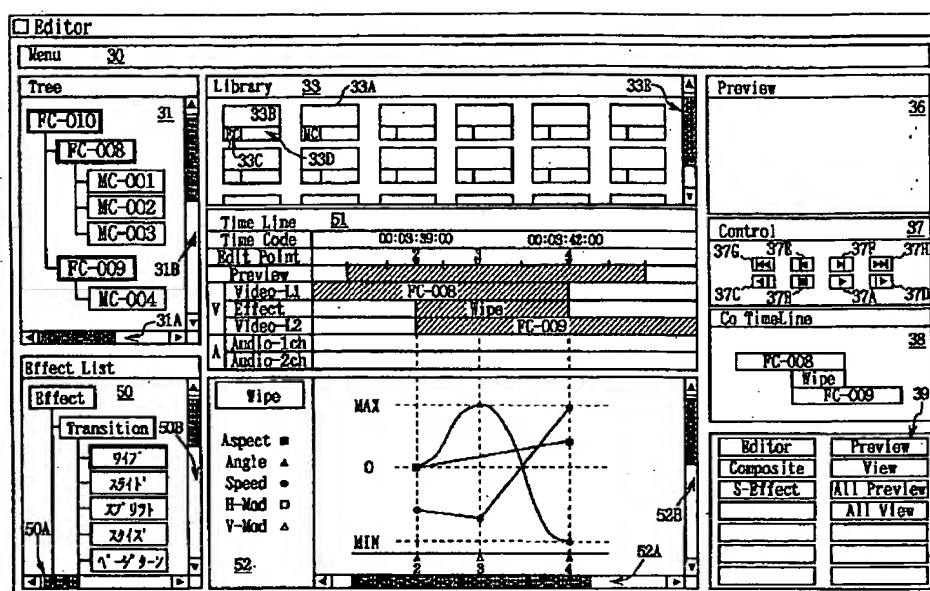 Editor
Menu 30
Tree
31
FC-010
FC-008
MC-001
MC-002
MC-003
FC-009
MC-004
31B
31A
Library 33 33A 33E
33B
FC MC
33C 33D
Preview
36
Time Line 51
Time Code 00:03:39:00 00:03:42:00
Edit Point 2 3 4
Preview
V
Video-L1 FC-008
Effect Wipe
Video-L2 FC-009
A
Audio-1ch
Audio-2ch
Control 37
37G 37E 37F 37H
37C 37B 37A 37D
Co TimeLine
38
FC-008
Wipe
FC-009
39
Effect List
Effect 50
Transition 50B
ワイプ
スライド
スプリット
スクイズ
ページターン
50A
Wipe
Aspect
Angle
Speed
H-Mod
V-Mod
52
MAX
0
MIN
2 3 4
52B
52A
Editor Preview
Composite View
S-Effect All Preview
All View